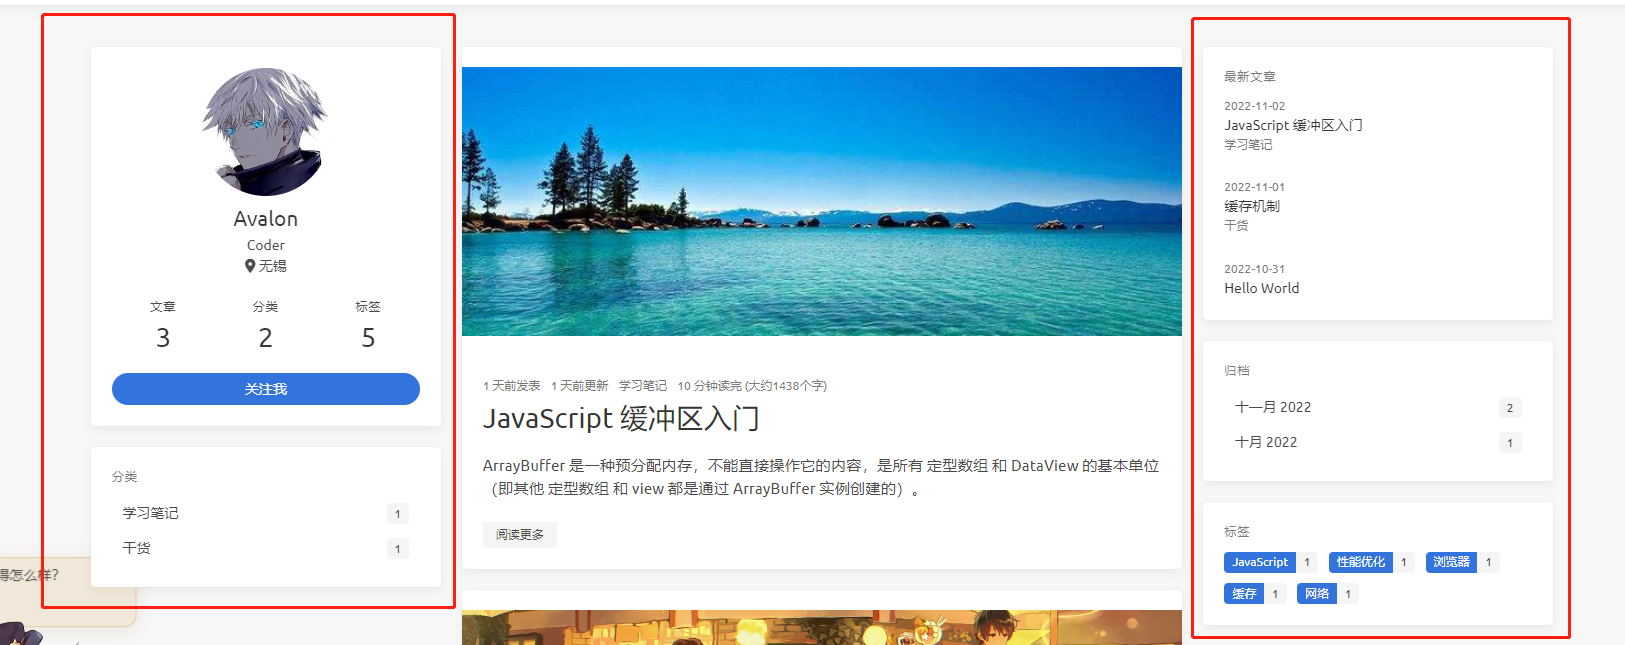 Avalon
Coder
无锡
文章 分类 标签
3 2 5
关注我
分类
学习笔记 1
干货 1
得怎么样？
1 天前发表 1 天前更新 学习笔记 10 分钟读完 (大约1438个字)
JavaScript 缓冲区入门
ArrayBuffer 是一种预分配内存，不能直接操作它的内容，是所有 定型数组 和 DataView 的基本单位
（即其他 定型数组 和 view 都是通过 ArrayBuffer 实例创建的）。
阅读更多
最新文章
2022-11-02
JavaScript 缓冲区入门
学习笔记
2022-11-01
缓存机制
干货
2022-10-31
Hello World
归档
十一月 2022 2
十月 2022 1
标签
JavaScript 1 性能优化 1 浏览器 1
缓存 1 网络 1